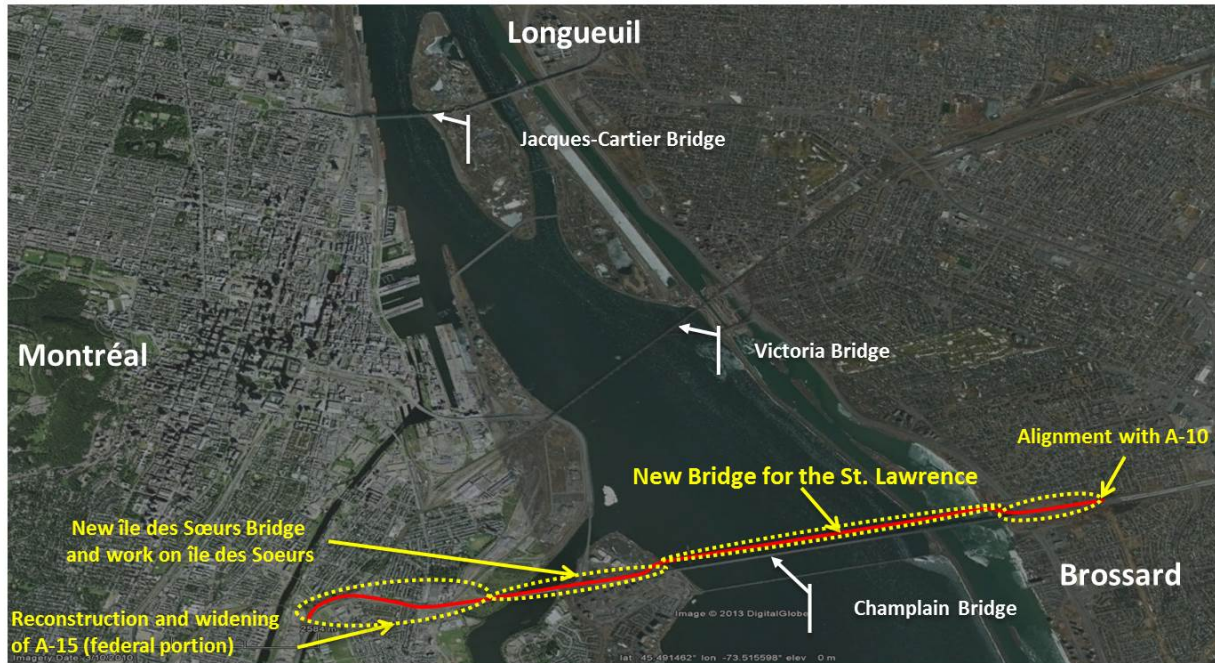 Longueuil
Jacques-Cartier Bridge
Montréal
Victoria Bridge
Alignment with A-10
New Bridge for the St. Lawrence
New île des Sœurs Bridge
and work on île des Soeurs
Brossard
Champlain Bridge
Image © 2013 DigitalGlobe
Reconstruction and widening
of A-15 (federal portion)
lat 45.491462° lon -73.515598° elev 0 m